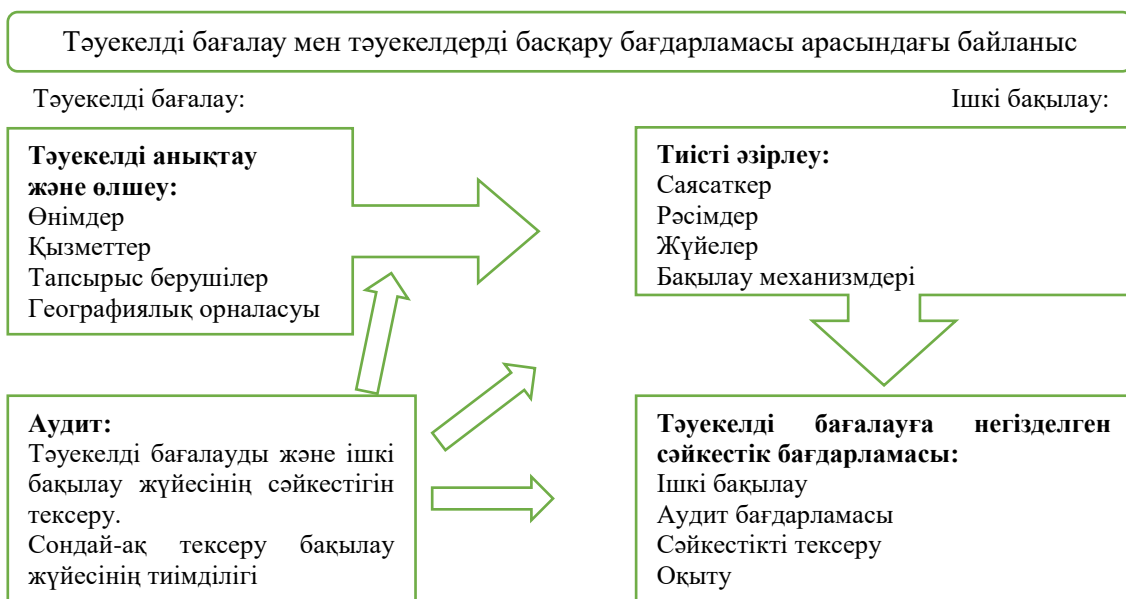 Тәуекелді бағалау мен тәуекелдерді басқару бағдарламасы арасындағы байланыс
Тәуекелді бағалау:
Ішкі бақылау:
Тәуекелді анықтау
және өлшеу:
Өнімдер
Қызметтер
Тапсырыс берушілер
Географиялық орналасуы
Тиісті әзірлеу:
Саясаткер
Рәсімдер
Жүйелер
Бақылау механизмдері
Аудит:
Тәуекелді бағалауды және ішкі
бақылау жүйесінің сәйкестігін
тексеру.
Сондай-ақ тексеру бақылау
жүйесінің тиімділігі
Тәуекелді бағалауға негізделген
сәйкестік бағдарламасы:
Ішкі бақылау
Аудит бағдарламасы
Сәйкестікті тексеру
Оқыту